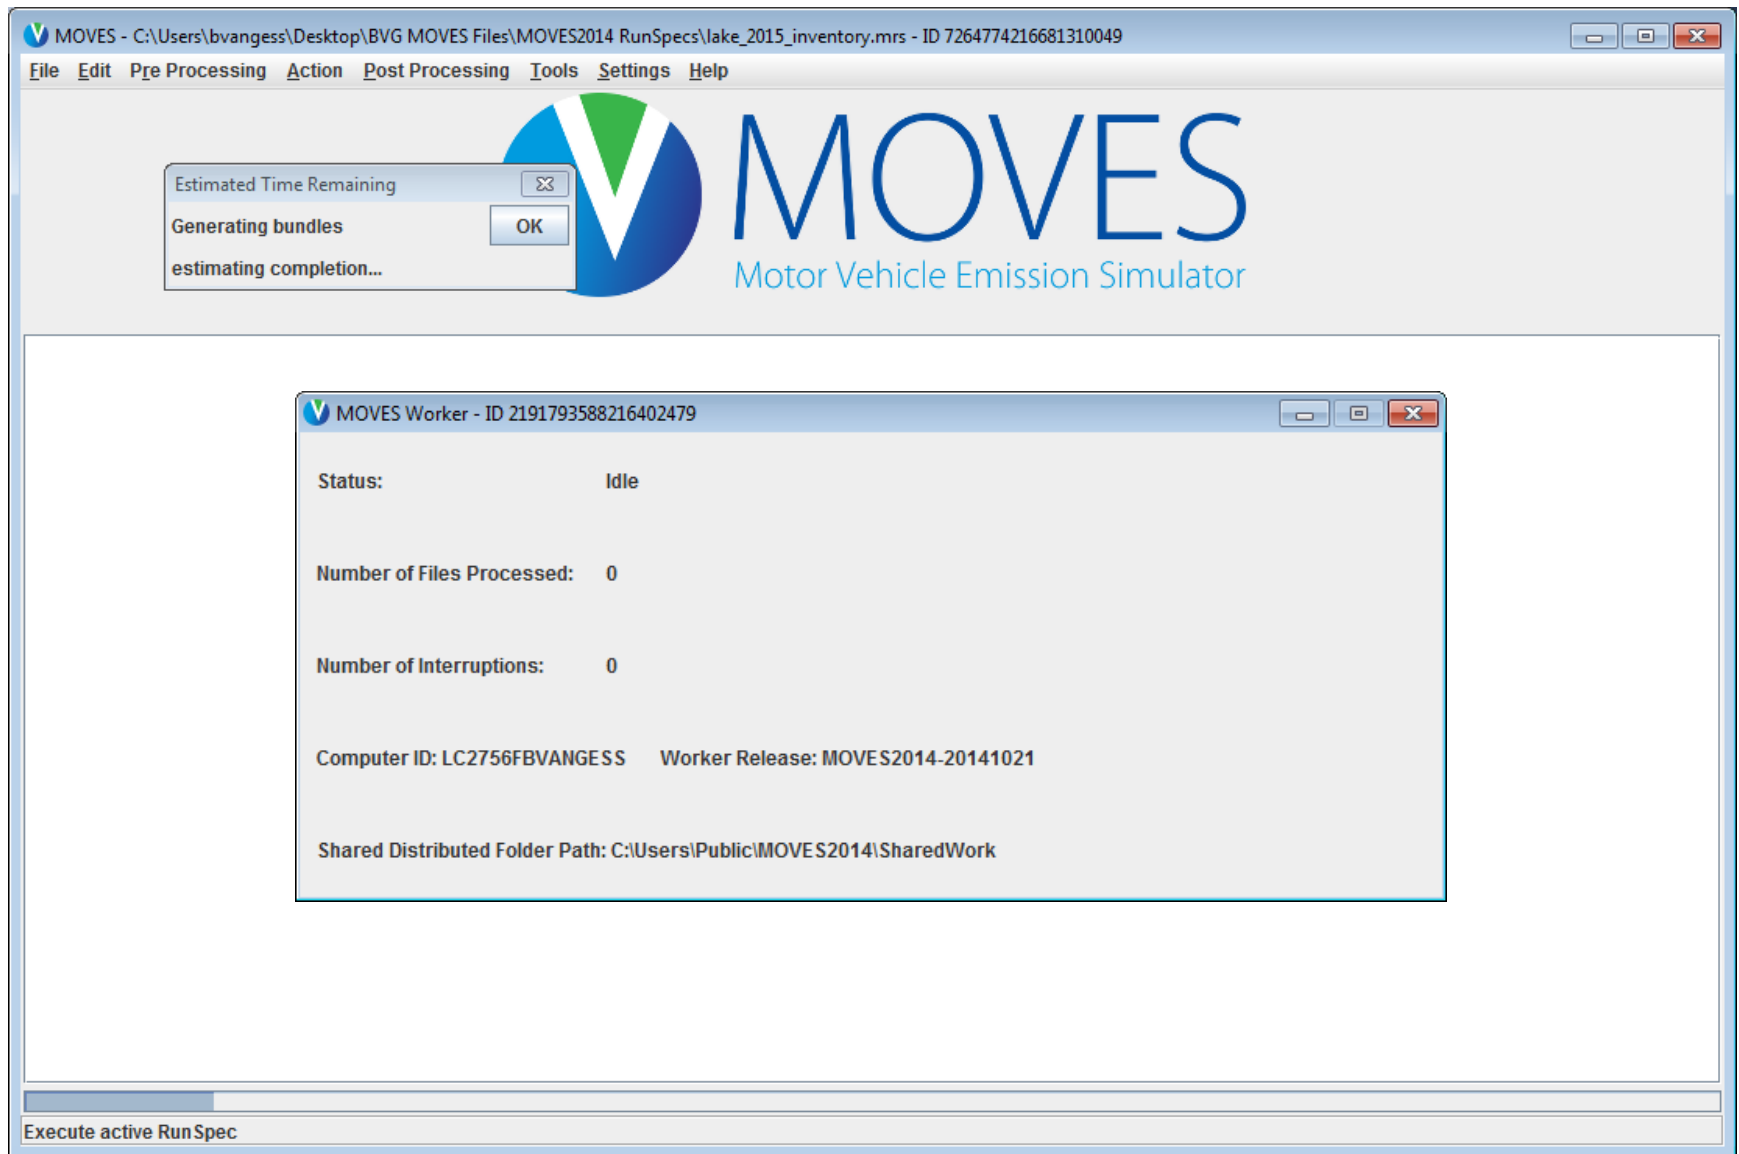 MOVES - C:\Users\bvangess\Desktop\BVG MOVES Files\MOVES2014 RunSpecs\lake_2015_inventory.mrs - ID 7264774216681310049
File Edit Pre Processing Action Post Processing Tools Settings Help
MOVES
Motor Vehicle Emission Simulator
Estimated Time Remaining
Generating bundles OK
estimating completion...
MOVES Worker - ID 2191793588216402479
Status: Idle
Number of Files Processed: 0
Number of Interruptions: 0
Computer ID: LC2756FBVANGESS Worker Release: MOVES2014-20141021
Shared Distributed Folder Path: C:\Users\Public\MOVES2014\SharedWork
Execute active RunSpec